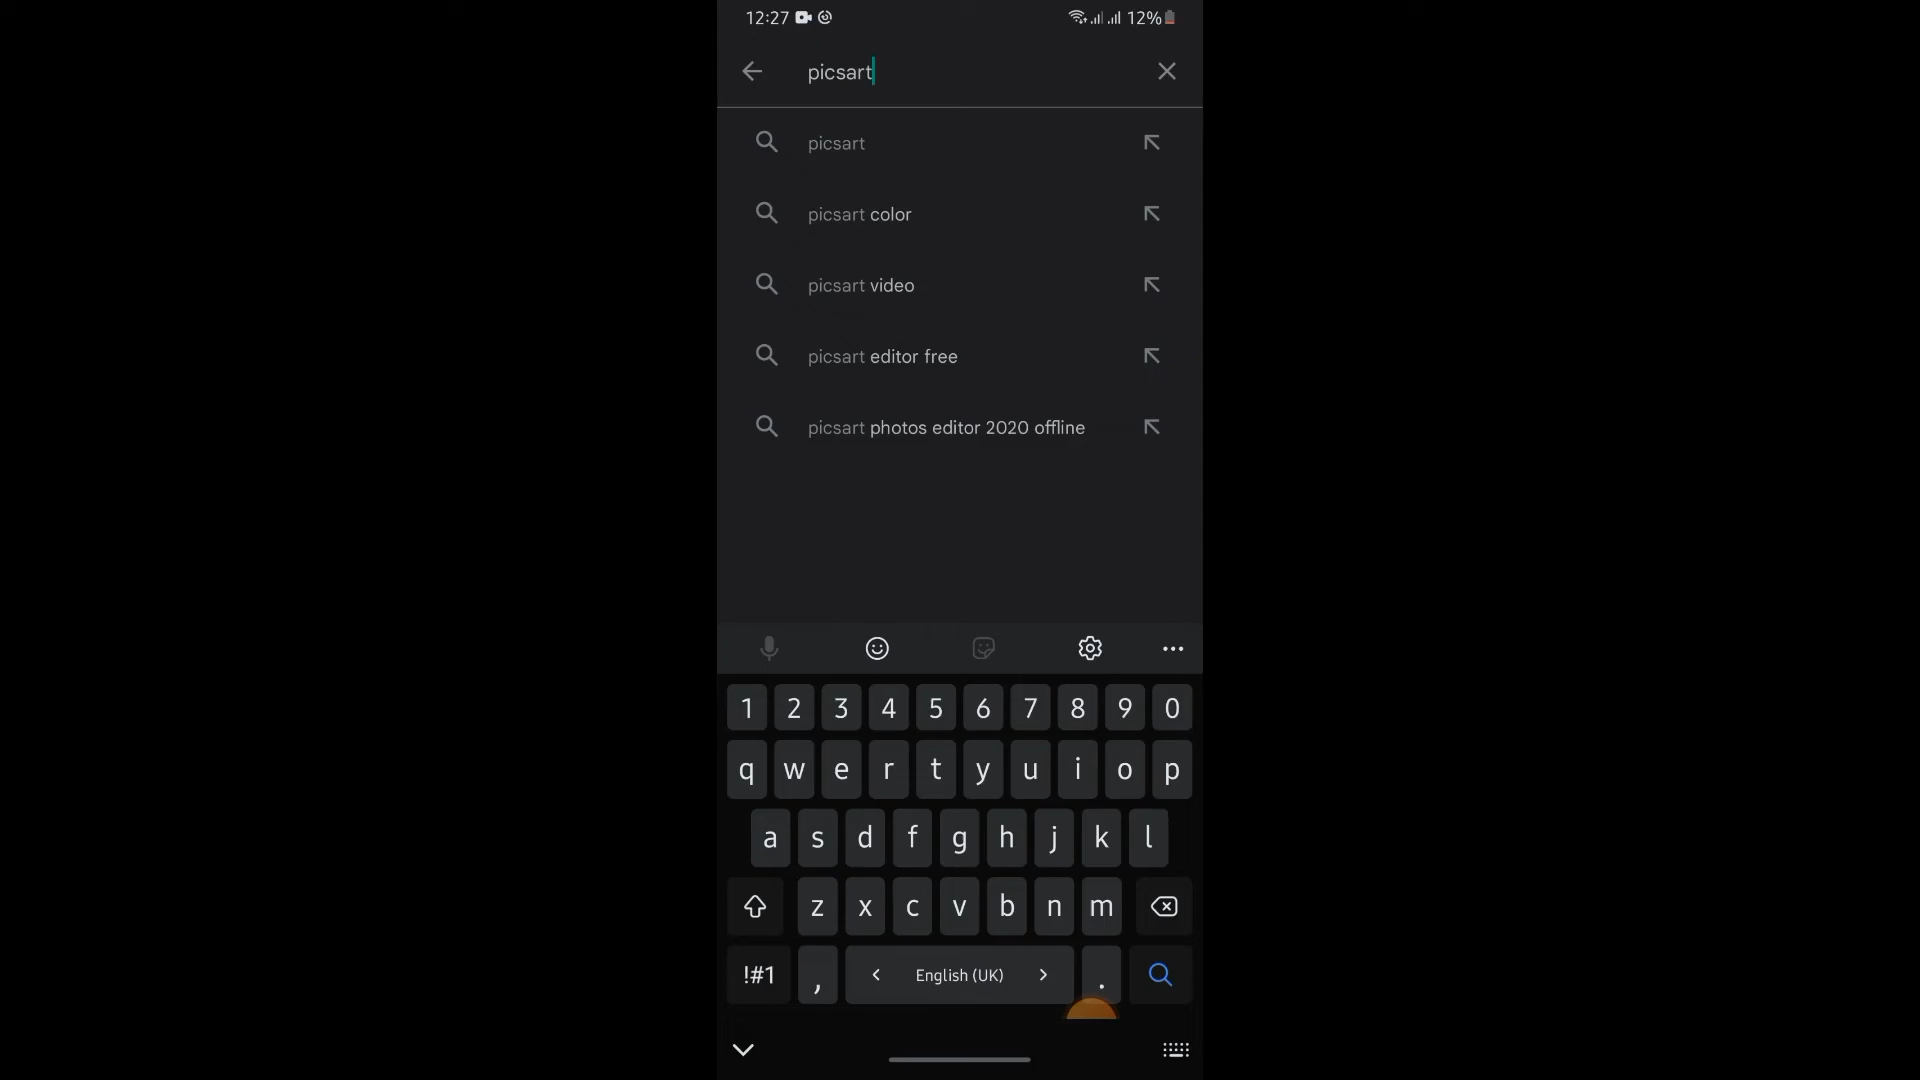 12:27 12%
picsart
picsart
picsart color
picsart video
picsart editor free
picsart photos editor 2020 offline
1 2 3 4 5 6 7 8 9 0
q w e r t y u i o p
a s d f g h j k l
z x c v b n m
!#1 , < English (UK) > .